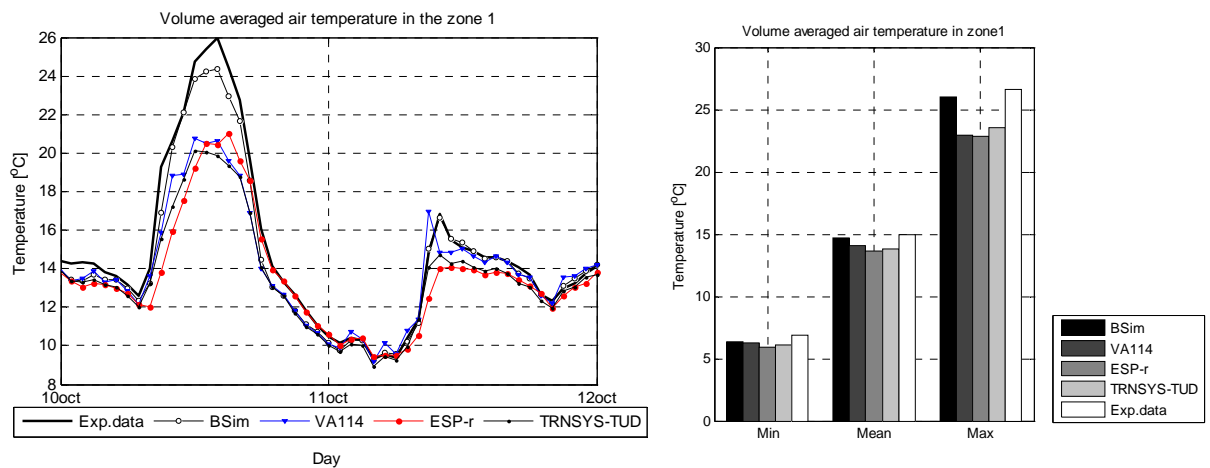 Volume averaged air temperature in the zone 1
Temperature [°C]
26
24
22
20
18
16
14
12
10
8
10oct
11oct
12oct
Exp.data
BSim
VA114
ESP-r
TRNSYS-TUD
Day
Volume averaged air temperature in zone1
Temperature [°C]
30
25
20
15
10
5
0
Min
Mean
Max
BSim
VA114
ESP-r
TRNSYS-TUD
Exp.data